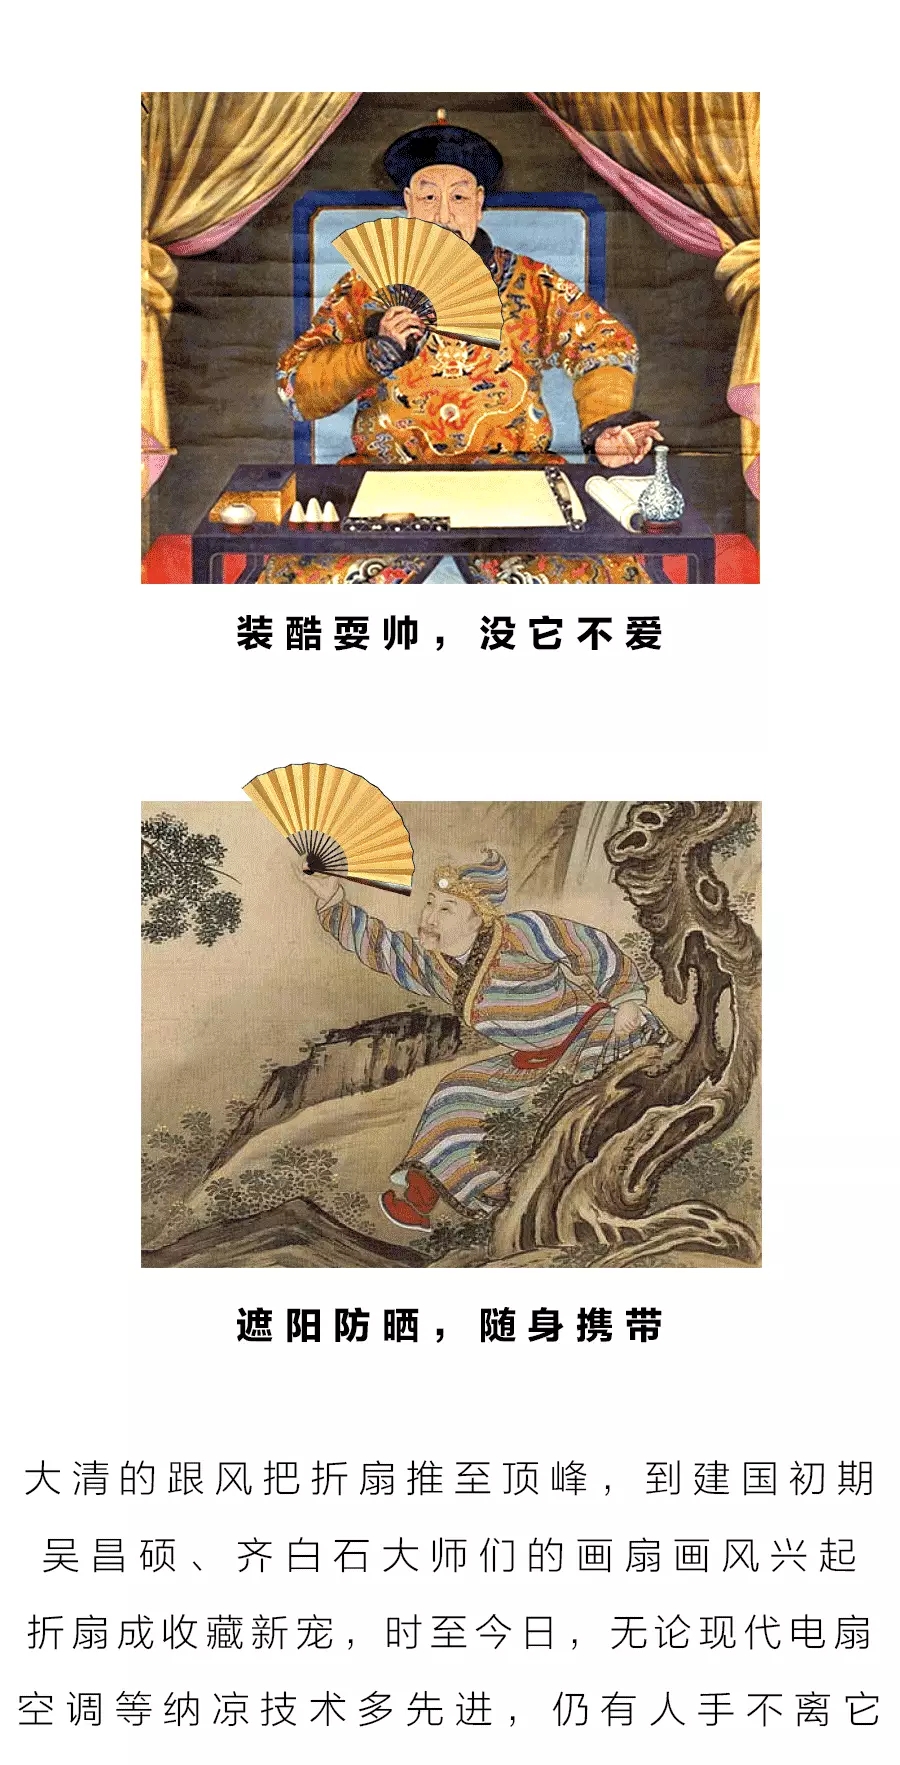 装酷耍帅，没它不爱
遮阳防晒，随身携带
大清的跟风把折扇推至顶峰，到建国初期
吴昌硕、齐白石大师们的画扇画风兴起
折扇成收藏新宠，时至今日，无论现代电扇
空调等纳凉技术多先进，仍有人手不离它